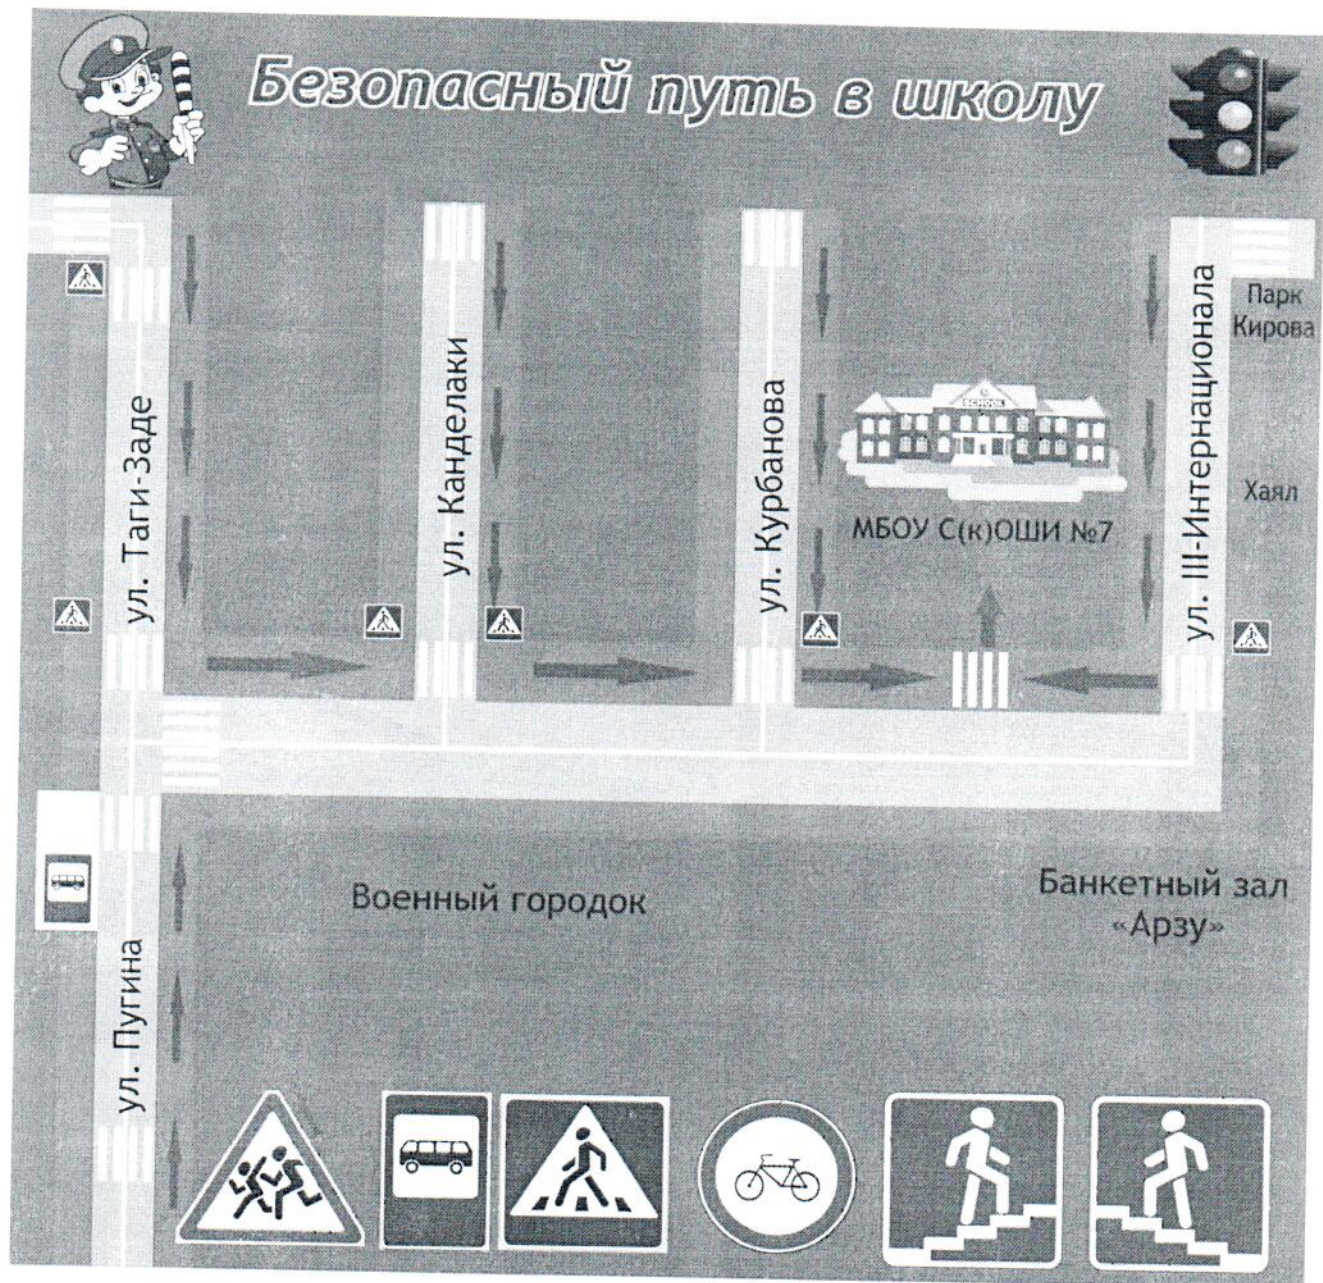 Безопасный путь в школу
ул. Таги-Заде
ул. Канделаки
ул. Курбанова
SCHOOL
МБОУ С(к)ОШИ №7
ул. III-Интернационала
Парк
Кирова
Хаял
ул. Пугина
Военный городок
Банкетный зал
«Арзу»